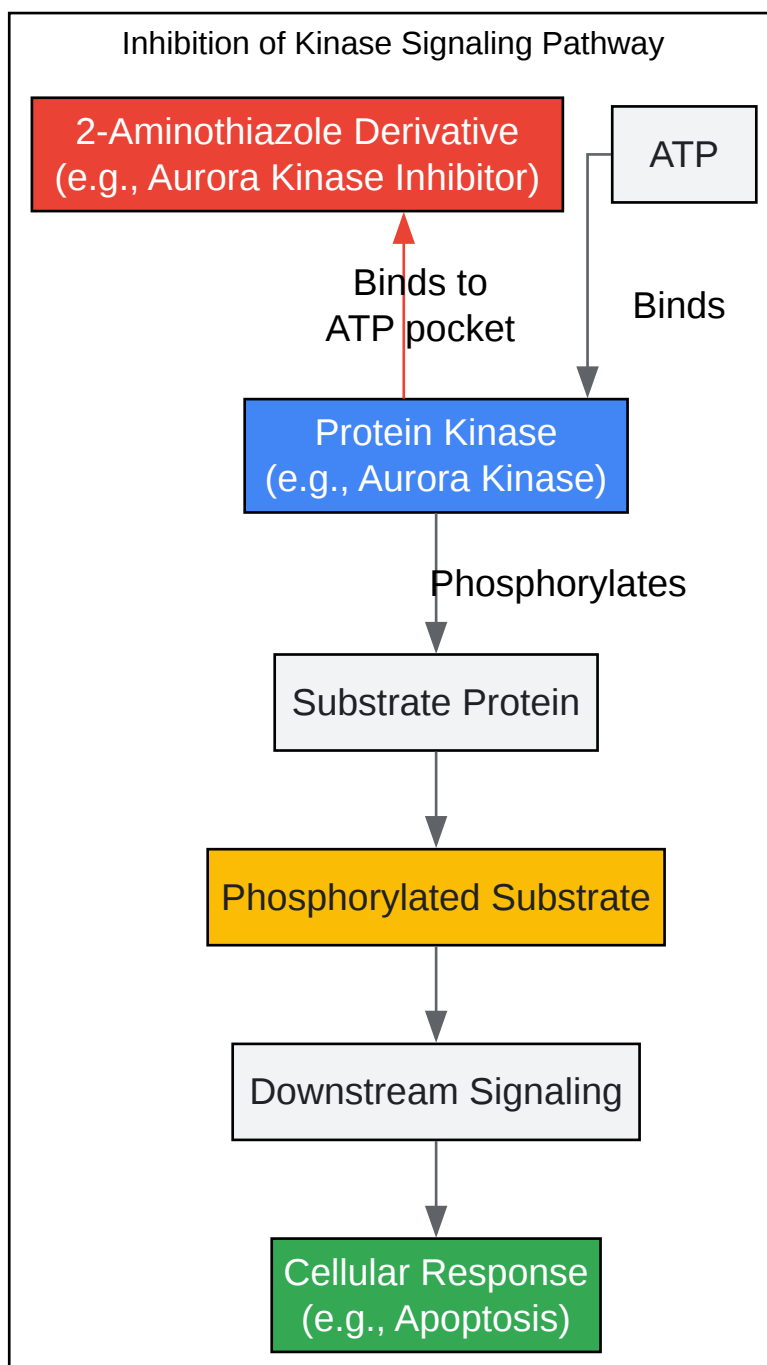 Inhibition of Kinase Signaling Pathway
2-Aminothiazole Derivative
(e.g., Aurora Kinase Inhibitor)
ATP
Binds to
ATP pocket
Binds
Protein Kinase
(e.g., Aurora Kinase)
Phosphorylates
Substrate Protein
Phosphorylated Substrate
Downstream Signaling
Cellular Response
(e.g., Apoptosis)